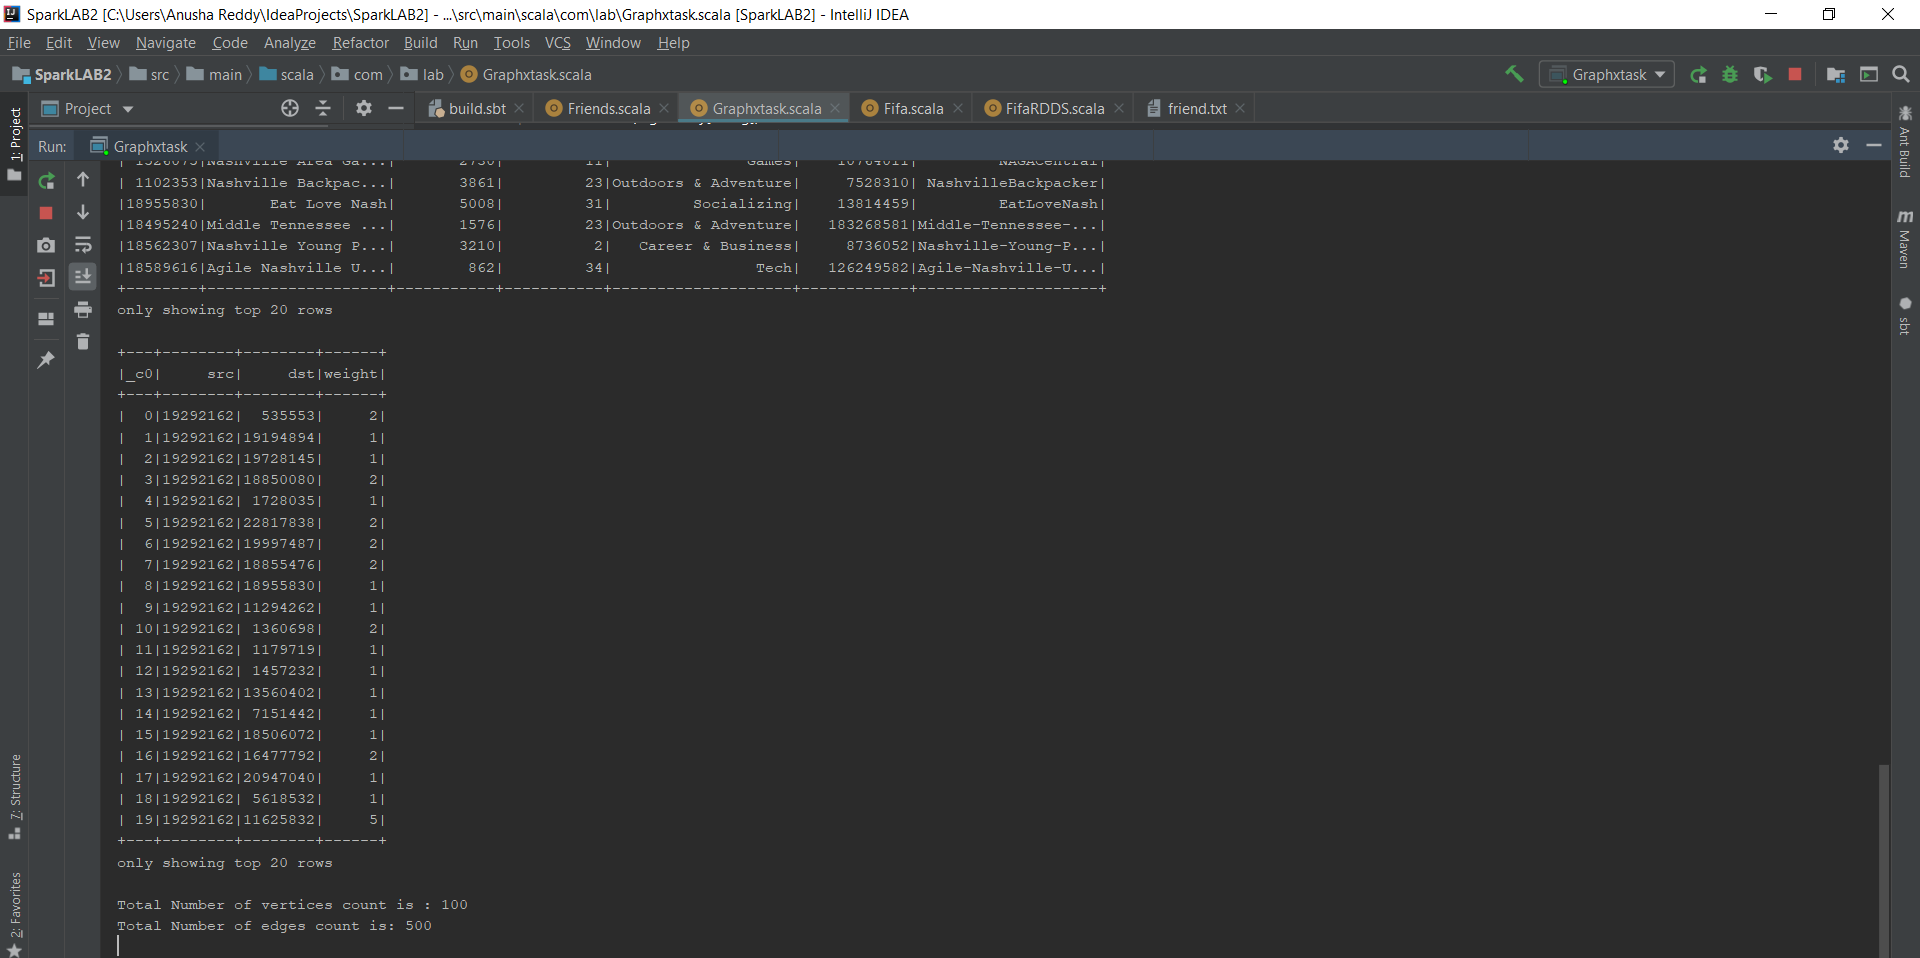 SparkLAB2 [C:\Users\Anusha Reddy\IdeaProjects\SparkLAB2] - ...\src\main\scala\com\lab\Graphxtask.scala [SparkLAB2] - IntelliJ IDEA
File Edit View Navigate Code Analyze Refactor Build Run Tools VCS Window Help
SparkLAB2 src main scala com lab Graphxtask.scala Graphxtask
Project build.sbt Friends.scala Graphxtask.scala Fifa.scala FifaRDDS.scala friend.txt
Run: Graphxtask
| 1526075|Nashville Area Ga...| 2730| 11| Games| 10764011| NAGACentral|
| 1102353|Nashville Backpac...| 3861| 23|Outdoors & Adventure| 7528310| NashvilleBackpacker|
|18955830| Eat Love Nash| 5008| 31| Socializing| 13814459| EatLoveNash|
|18495240|Middle Tennessee ...| 1576| 23|Outdoors & Adventure| 183268581|Middle-Tennessee-...|
|18562307|Nashville Young P...| 3210| 2| Career & Business| 8736052|Nashville-Young-P...|
|18589616|Agile Nashville U...| 862| 34| Tech| 126249582|Agile-Nashville-U...|
+--------+--------------------+-----------+-----------+--------------------+------------+--------------------+
only showing top 20 rows
+---+--------+--------+------+
|_c0| src| dst|weight|
+---+--------+--------+------+
| 0|19292162| 535553| 2|
| 1|19292162|19194894| 1|
| 2|19292162|19728145| 1|
| 3|19292162|18850080| 2|
| 4|19292162| 1728035| 1|
| 5|19292162|22817838| 2|
| 6|19292162|19997487| 2|
| 7|19292162|18855476| 2|
| 8|19292162|18955830| 1|
| 9|19292162|11294262| 1|
| 10|19292162| 1360698| 2|
| 11|19292162| 1179719| 1|
| 12|19292162| 1457232| 1|
| 13|19292162|13560402| 1|
| 14|19292162| 7151442| 1|
| 15|19292162|18506072| 1|
| 16|19292162|16477792| 2|
| 17|19292162|20947040| 1|
| 18|19292162| 5618532| 1|
| 19|19292162|11625832| 5|
+---+--------+--------+------+
only showing top 20 rows
Total Number of vertices count is : 100
Total Number of edges count is: 500
1: Project
7: Structure
2: Favorites
Ant Build
Maven
sbt